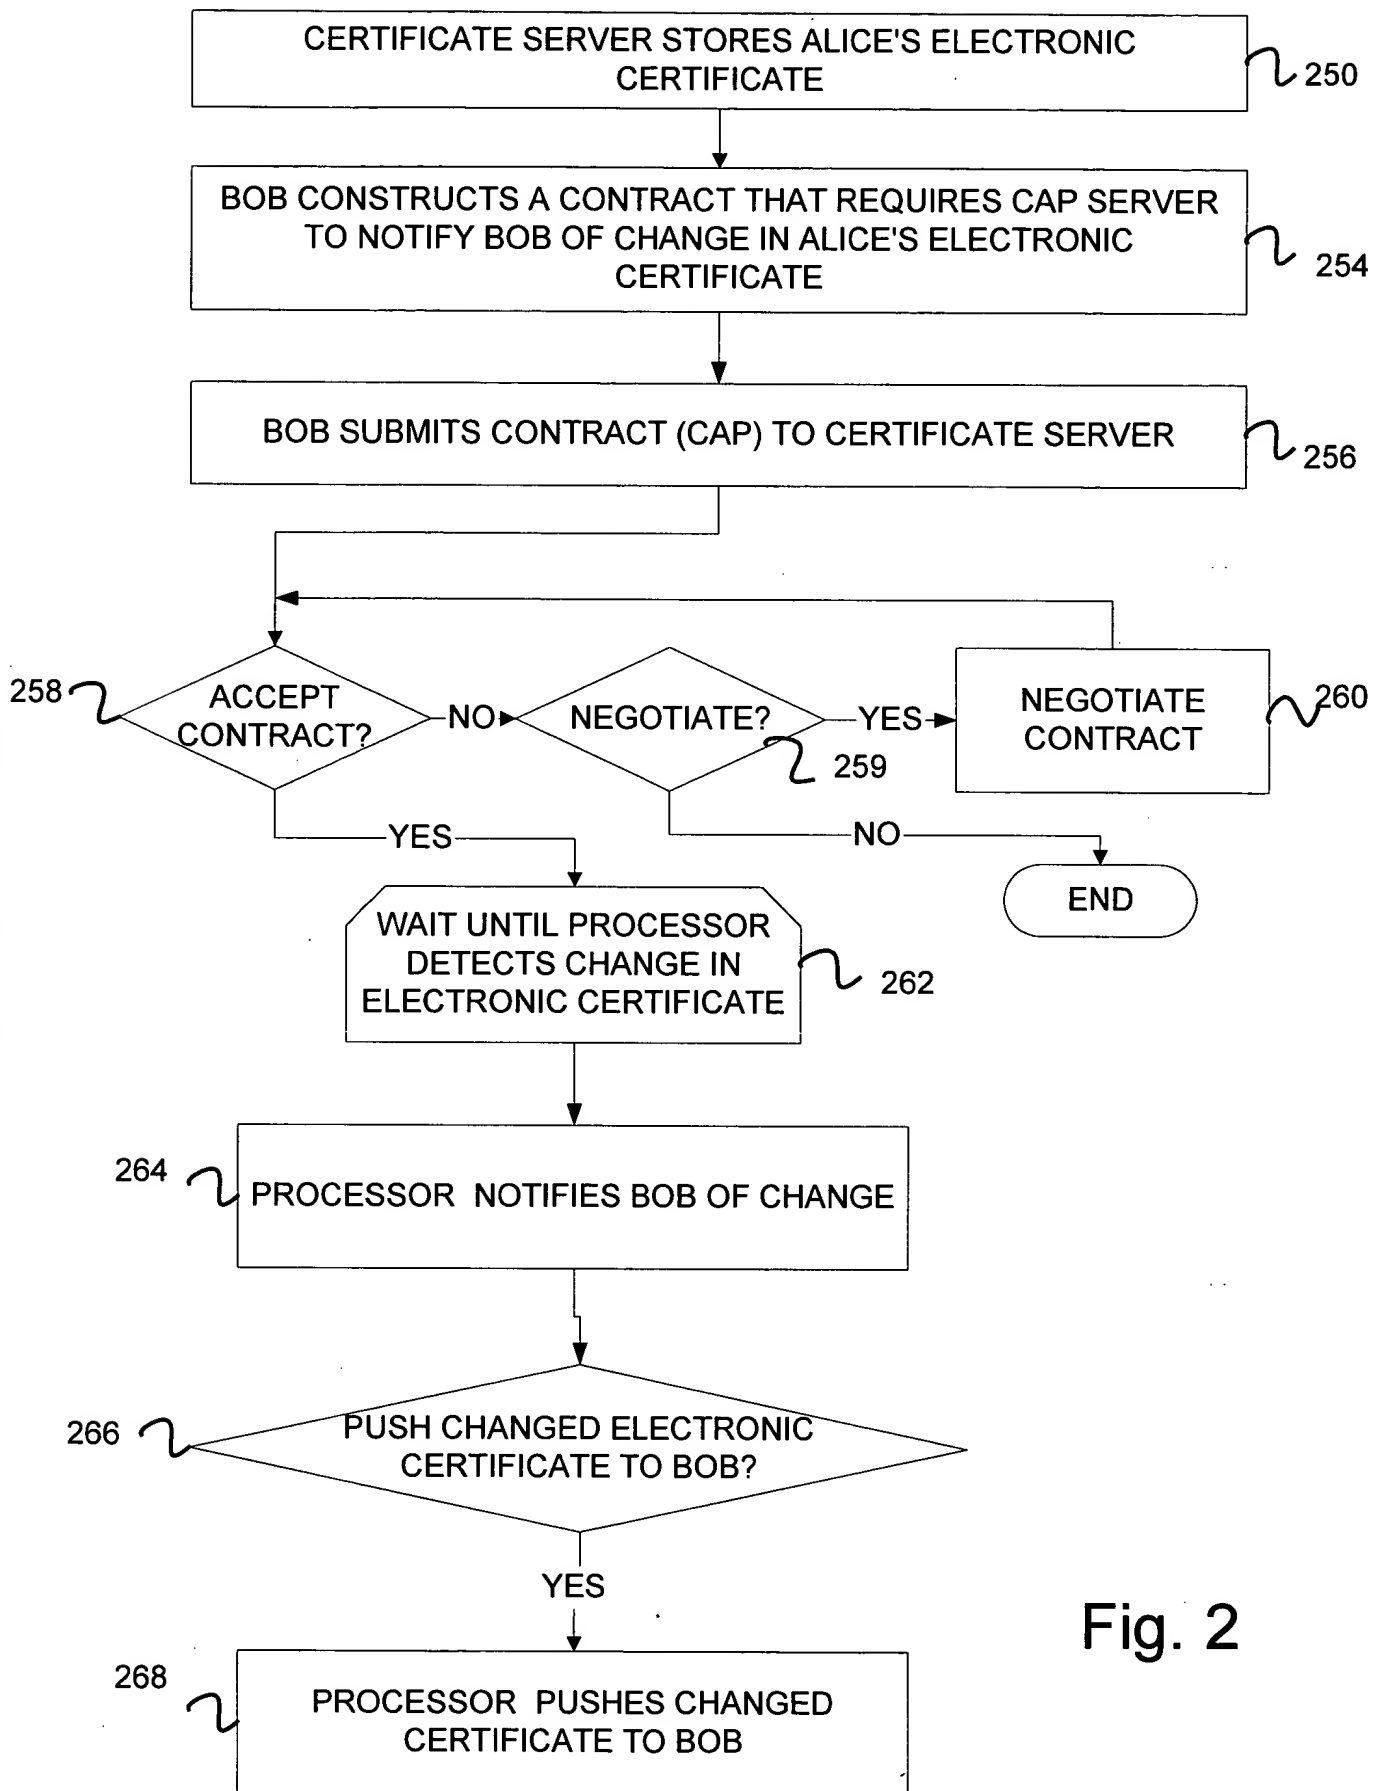 CERTIFICATE SERVER STORES ALICE'S ELECTRONIC
CERTIFICATE
250
BOB CONSTRUCTS A CONTRACT THAT REQUIRES CAP SERVER
TO NOTIFY BOB OF CHANGE IN ALICE'S ELECTRONIC
CERTIFICATE
254
BOB SUBMITS CONTRACT (CAP) TO CERTIFICATE SERVER
256
258
ACCEPT
CONTRACT?
NO
NEGOTIATE?
259
YES
NEGOTIATE
CONTRACT
260
YES
NO
END
WAIT UNTIL PROCESSOR
DETECTS CHANGE IN
ELECTRONIC CERTIFICATE
262
264
PROCESSOR NOTIFIES BOB OF CHANGE
266
PUSH CHANGED ELECTRONIC
CERTIFICATE TO BOB?
YES
Fig. 2
268
PROCESSOR PUSHES CHANGED
CERTIFICATE TO BOB